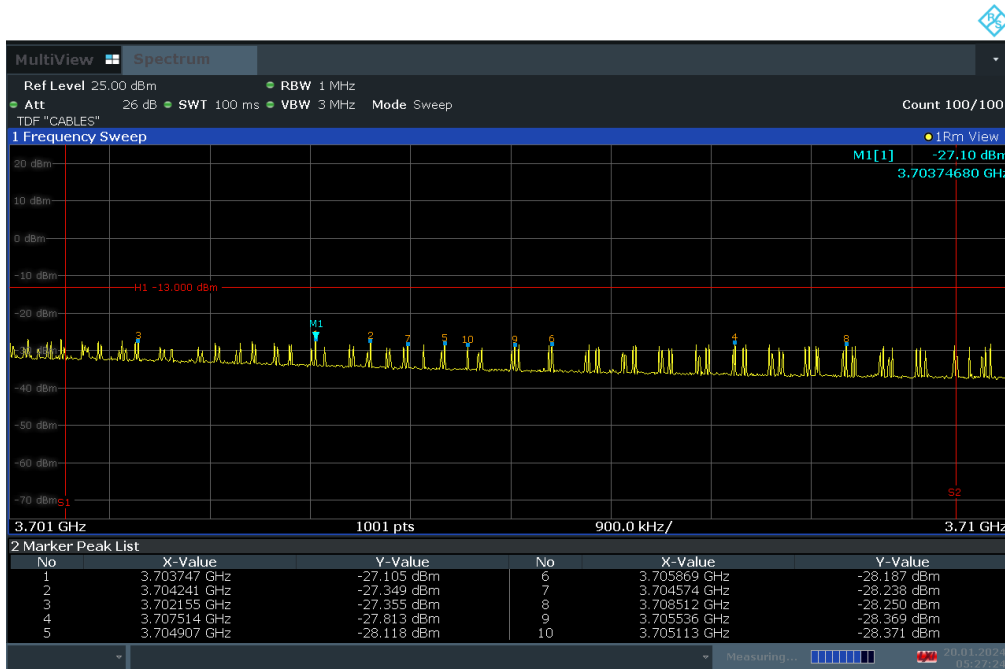 R&S
MultiView Spectrum
Ref Level 25.00 dBm RBW 1 MHz
Att 26 dB SWT 100 ms VBW 3 MHz Mode Sweep Count 100/100
TDF "CABLES"
1 Frequency Sweep 1Rm View
M1[1] -27.10 dBm
3.70374680 GHz
20 dBm
10 dBm
0 dBm
-10 dBm
H1 -13.000 dBm
-20 dBm
M1
3 2 7 5 10 9 6 4 8
-40 dBm
-50 dBm
-60 dBm
S2
-70 dBm S1
3.701 GHz 1001 pts 900.0 kHz/ 3.71 GHz
2 Marker Peak List
No X-Value Y-Value No X-Value Y-Value
1 3.703747 GHz -27.105 dBm 6 3.705869 GHz -28.187 dBm
2 3.704241 GHz -27.349 dBm 7 3.704574 GHz -28.238 dBm
3 3.702155 GHz -27.355 dBm 8 3.708512 GHz -28.250 dBm
4 3.707514 GHz -27.813 dBm 9 3.705536 GHz -28.369 dBm
5 3.704907 GHz -28.118 dBm 10 3.705113 GHz -28.371 dBm
Measuring... 20.01.2024
05:27:24